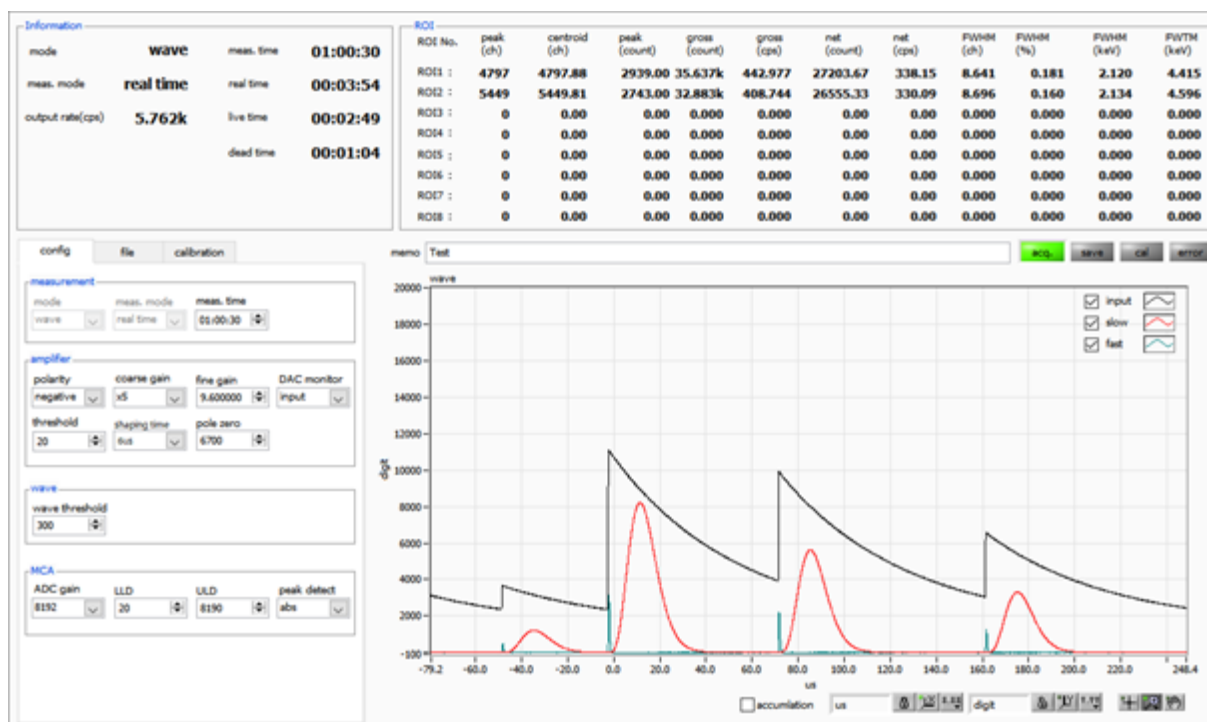 Information
mode wave meas. time 01:00:30
meas. mode real time real time 00:03:54
output rate(cps) 5.762k live time 00:02:49
dead time 00:01:04
ROI
ROI No. peak (ch) centroid (ch) peak (count) gross (count) gross (cps) net (count) net (cps) FWHM (ch) FWHM (%) FWHM (keV) FWTM (keV)
ROI1 : 4797 4797.88 2939.00 35.637k 442.977 27203.67 338.15 8.641 0.181 2.120 4.415
ROI2 : 5449 5449.81 2743.00 32.883k 408.744 26555.33 330.09 8.696 0.160 2.134 4.596
ROI3 : 0 0.00 0.00 0.000 0.000 0.00 0.00 0.000 0.000 0.000 0.000
ROI4 : 0 0.00 0.00 0.000 0.000 0.00 0.00 0.000 0.000 0.000 0.000
ROI5 : 0 0.00 0.00 0.000 0.000 0.00 0.00 0.000 0.000 0.000 0.000
ROI6 : 0 0.00 0.00 0.000 0.000 0.00 0.00 0.000 0.000 0.000 0.000
ROI7 : 0 0.00 0.00 0.000 0.000 0.00 0.00 0.000 0.000 0.000 0.000
ROI8 : 0 0.00 0.00 0.000 0.000 0.00 0.00 0.000 0.000 0.000 0.000
config file calibration
measurement
mode meas. mode meas. time
wave real time 01:00:30
amplifier
polarity coarse gain fine gain DAC monitor
negative x5 9.600000 input
threshold shaping time pole zero
20 6us 6700
wave
wave threshold
300
MCA
ADC gain LLD ULD peak detect
8192 20 8190 abs
memo Test acq. save cal error
wave
20000
18000
16000
14000
12000
10000
8000
6000
4000
2000
-100
digit
input
slow
fast
-79.2 -60.0 -40.0 -20.0 0.0 20.0 40.0 60.0 80.0 100.0 120.0 140.0 160.0 180.0 200.0 220.0 248.4
us
accumlation us digit